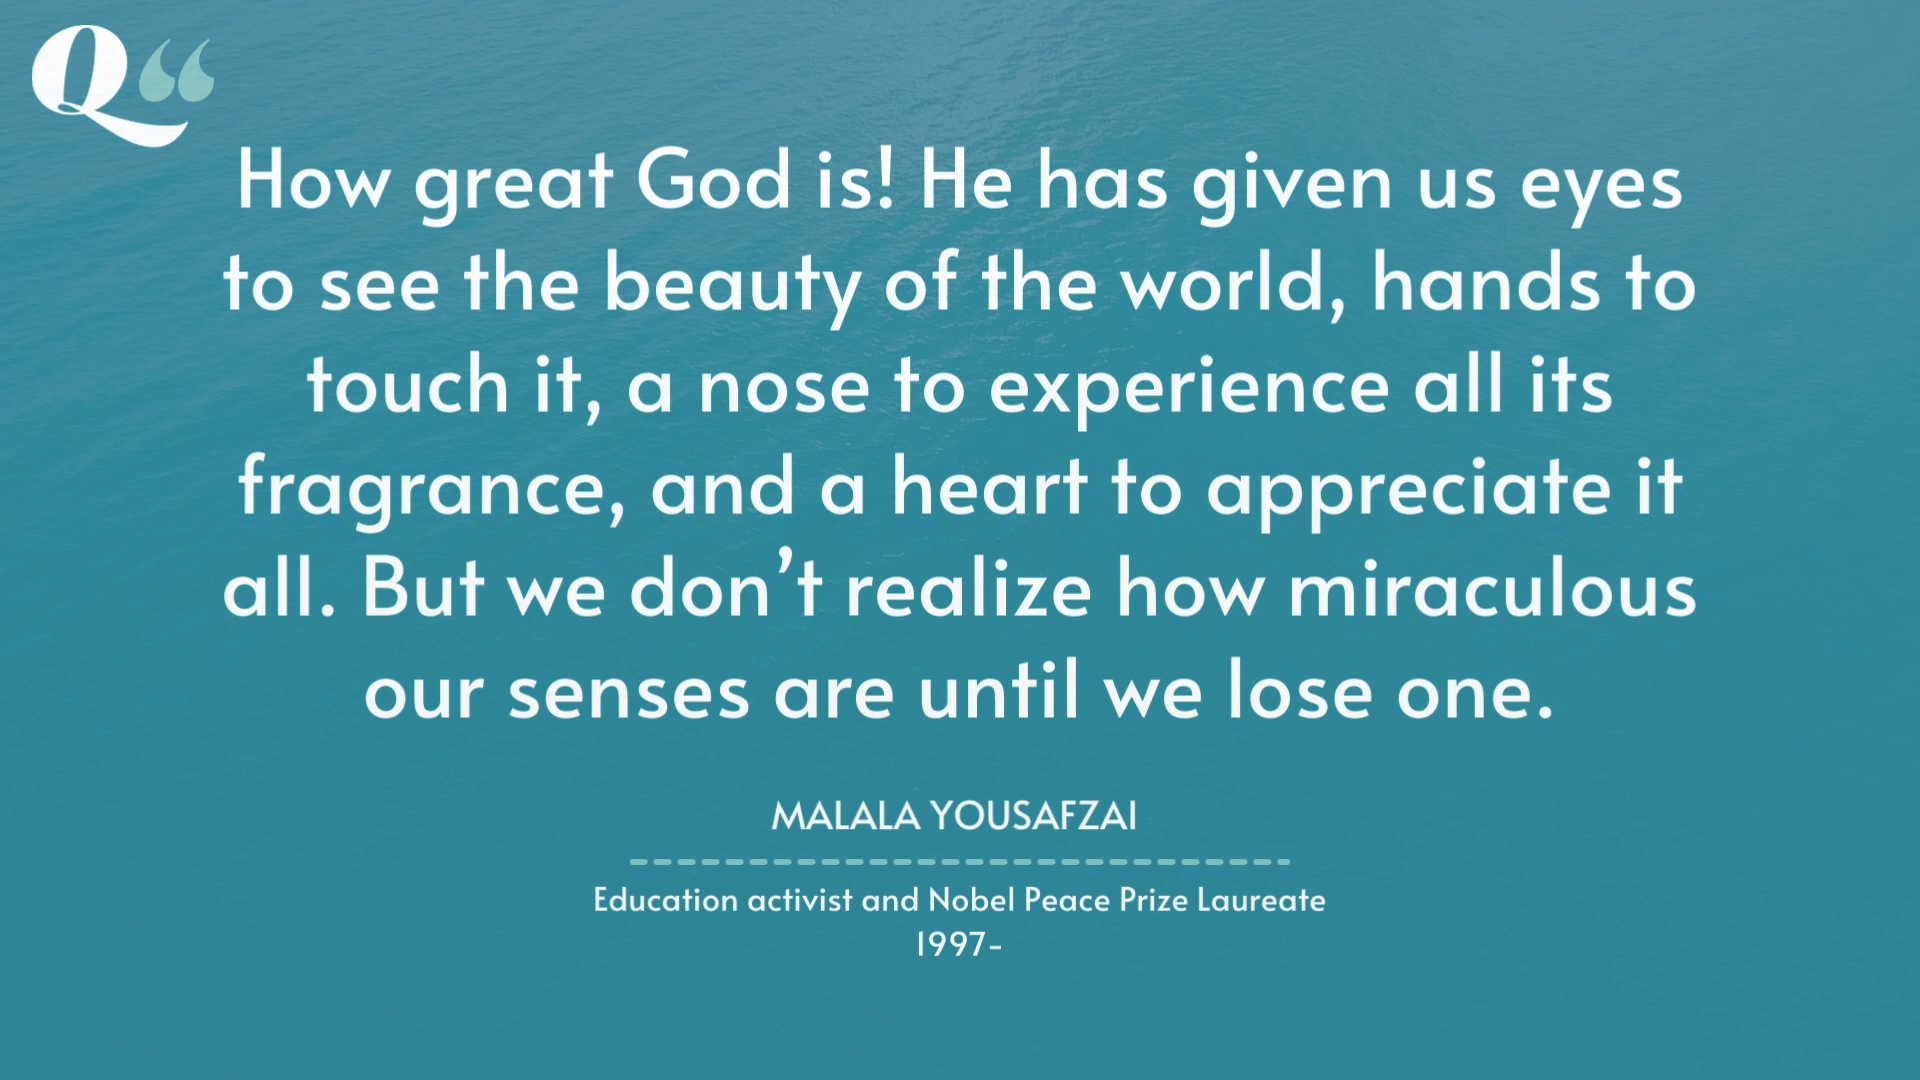 Q“
How great God is! He has given us eyes
to see the beauty of the world, hands to
touch it, a nose to experience all its
fragrance, and a heart to appreciate it
all. But we don’t realize how miraculous
our senses are until we lose one.
MALALA YOUSAFZAI
Education activist and Nobel Peace Prize Laureate
1997-